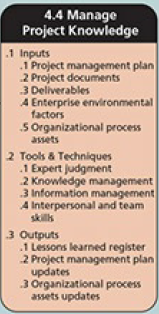 4.4 Manage
Project Knowledge
.1 Inputs
.1 Project management plan
.2 Project documents
.3 Deliverables
.4 Enterprise environmental
factors
.5 Organizational process
assets
.2 Tools & Techniques
.1 Expert judgment
.2 Knowledge management
.3 Information management
.4 Interpersonal and team
skills
.3 Outputs
.1 Lessons learned register
.2 Project management plan
updates
.3 Organizational process
assets updates